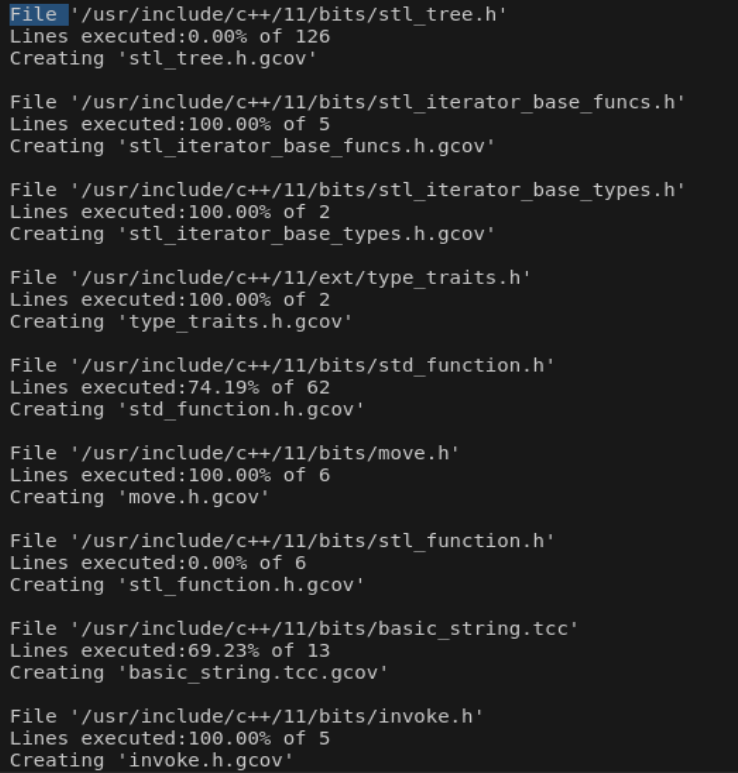 File '/usr/include/c++/11/bits/stl_tree.h'
Lines executed:0.00% of 126
Creating 'stl_tree.h.gcov'
File '/usr/include/c++/11/bits/stl_iterator_base_funcs.h'
Lines executed:100.00% of 5
Creating 'stl_iterator_base_funcs.h.gcov'
File '/usr/include/c++/11/bits/stl_iterator_base_types.h'
Lines executed:100.00% of 2
Creating 'stl_iterator_base_types.h.gcov'
File '/usr/include/c++/11/ext/type_traits.h'
Lines executed:100.00% of 2
Creating 'type_traits.h.gcov'
File '/usr/include/c++/11/bits/std_function.h'
Lines executed:74.19% of 62
Creating 'std_function.h.gcov'
File '/usr/include/c++/11/bits/move.h'
Lines executed:100.00% of 6
Creating 'move.h.gcov'
File '/usr/include/c++/11/bits/stl_function.h'
Lines executed:0.00% of 6
Creating 'stl_function.h.gcov'
File '/usr/include/c++/11/bits/basic_string.tcc'
Lines executed:69.23% of 13
Creating 'basic_string.tcc.gcov'
File '/usr/include/c++/11/bits/invoke.h'
Lines executed:100.00% of 5
Creating 'invoke.h.gcov'